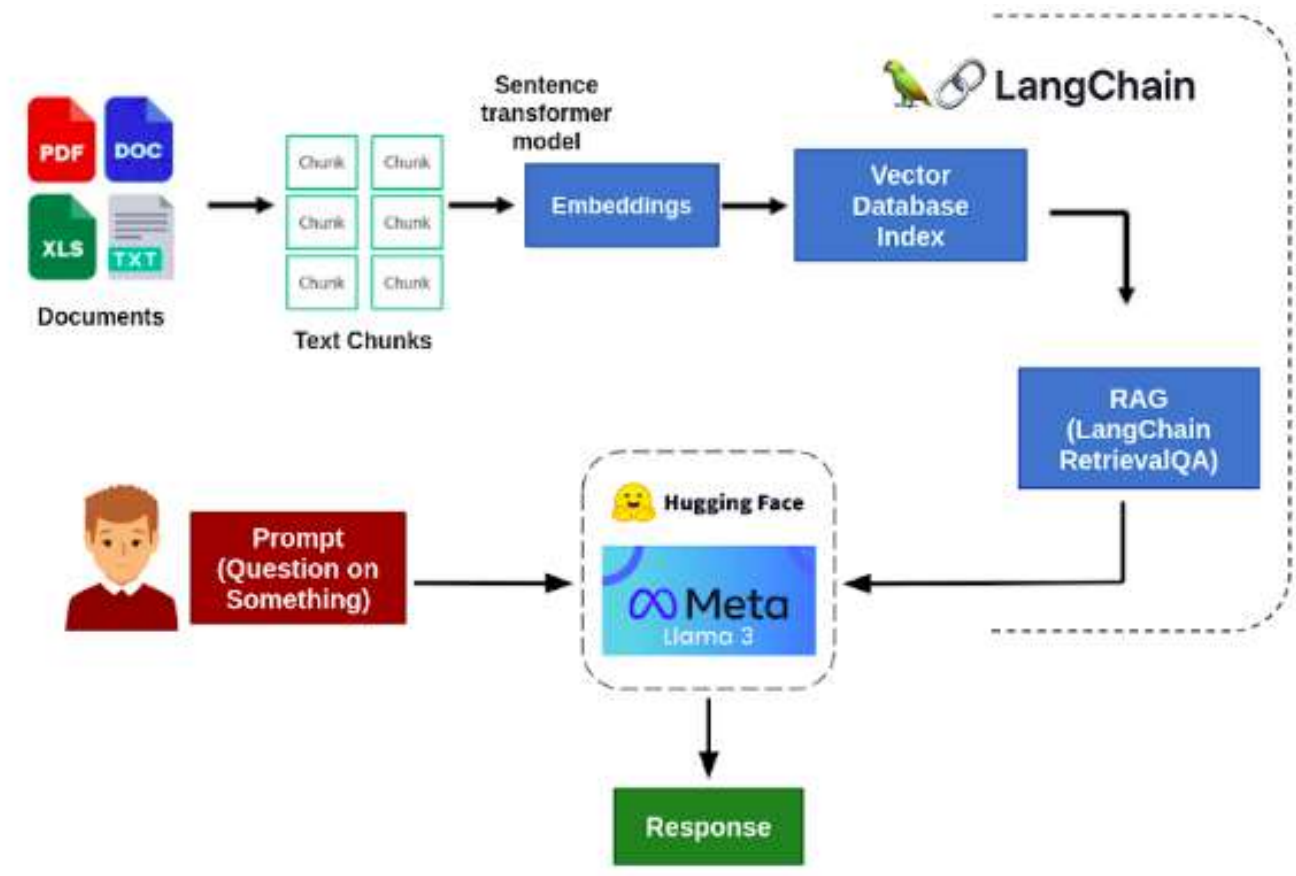 LangChain
Sentence
transformer
model
PDF
DOC
XLS
TXT
Documents
Chunk Chunk
Chunk Chunk
Chunk Chunk
Text Chunks
Embeddings
Vector
Database
Index
RAG
(LangChain
RetrievalQA)
Prompt
(Question on
Something)
Hugging Face
Meta
Llama 3
Response